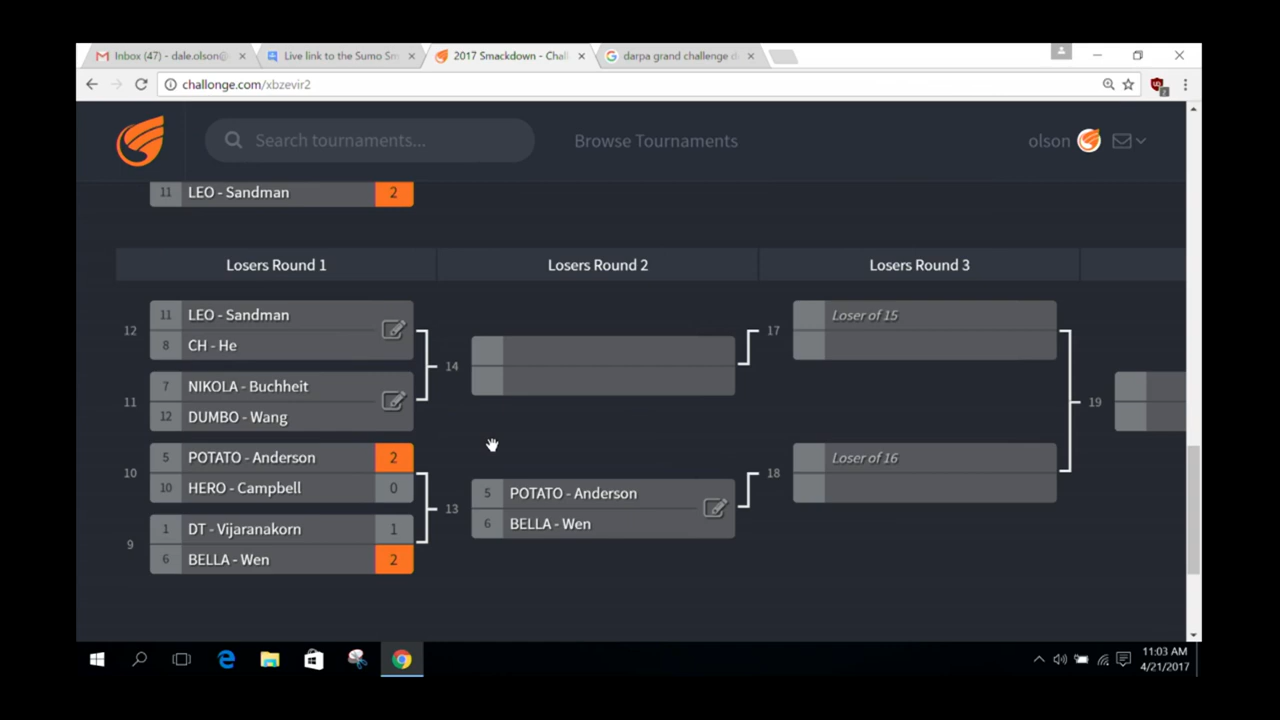 Inbox (47) - dale.olson@
Live link to the Sumo Sm
2017 Smackdown - Chall
darpa grand challenge d
challonge.com/xbzevir2
Search tournaments...
Browse Tournaments
olson
11 LEO - Sandman 2
Losers Round 1
Losers Round 2
Losers Round 3
12
11 LEO - Sandman
8 CH - He
11
7 NIKOLA - Buchheit
12 DUMBO - Wang
10
5 POTATO - Anderson 2
10 HERO - Campbell 0
9
1 DT - Vijaranakorn 1
6 BELLA - Wen 2
14
13
5 POTATO - Anderson
6 BELLA - Wen
17
Loser of 15
18
Loser of 16
19
11:03 AM
4/21/2017